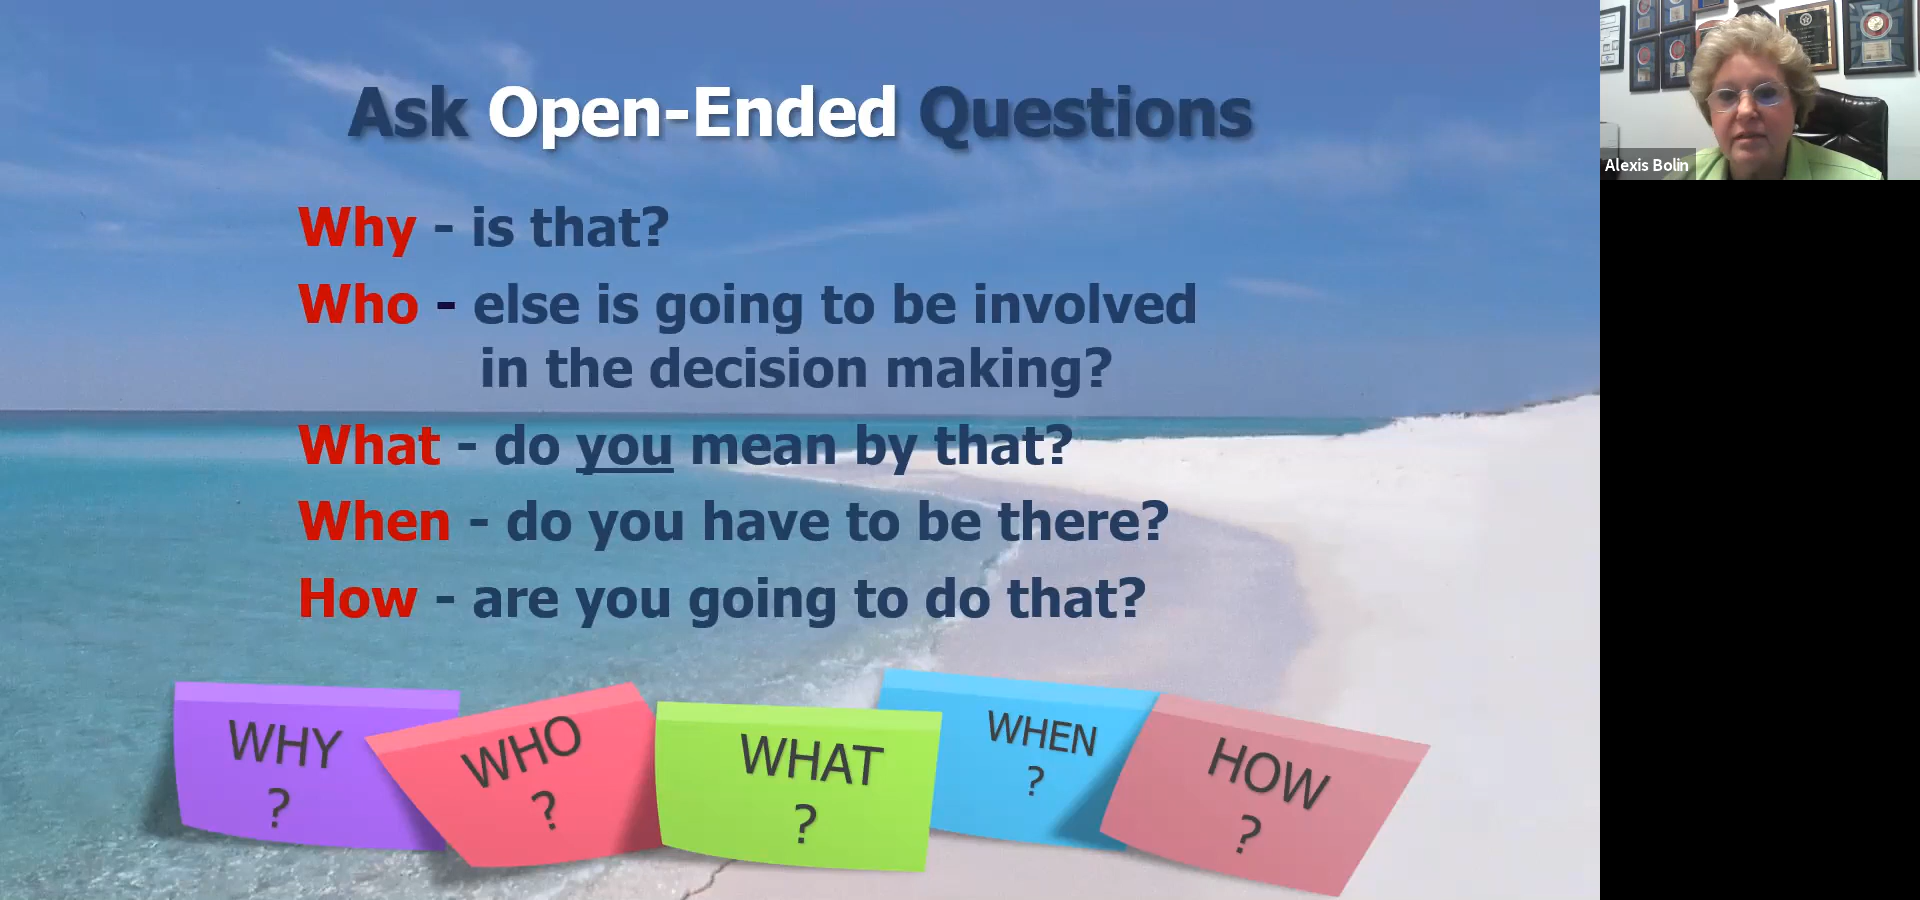 Ask Open-Ended Questions
Why - is that?
Who - else is going to be involved
in the decision making?
What - do you mean by that?
When - do you have to be there?
How - are you going to do that?
WHY
?
WHO
?
WHAT
?
WHEN
?
HOW
?
Alexis Bolin